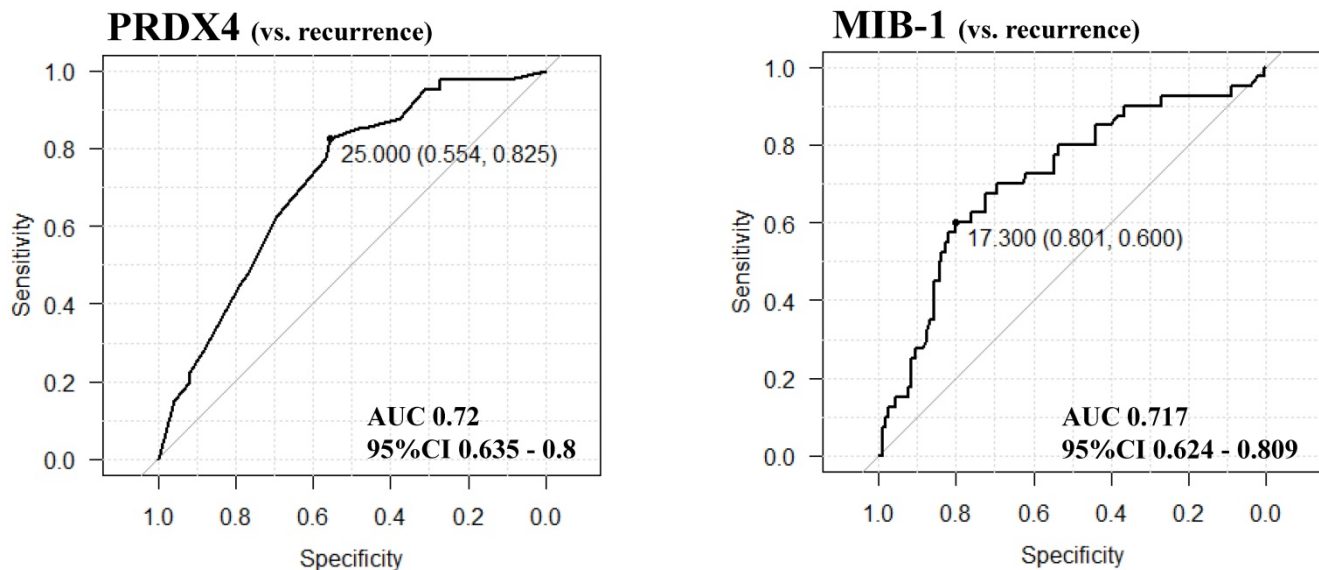 PRDX4 (vs. recurrence)
Sensitivity
1.0
0.8
0.6
0.4
0.2
0.0
25.000 (0.554, 0.825)
AUC 0.72
95%CI 0.635 - 0.8
1.0 0.8 0.6 0.4 0.2 0.0
Specificity
MIB-1 (vs. recurrence)
Sensitivity
1.0
0.8
0.6
0.4
0.2
0.0
17.300 (0.801, 0.600)
AUC 0.717
95%CI 0.624 - 0.809
1.0 0.8 0.6 0.4 0.2 0.0
Specificity